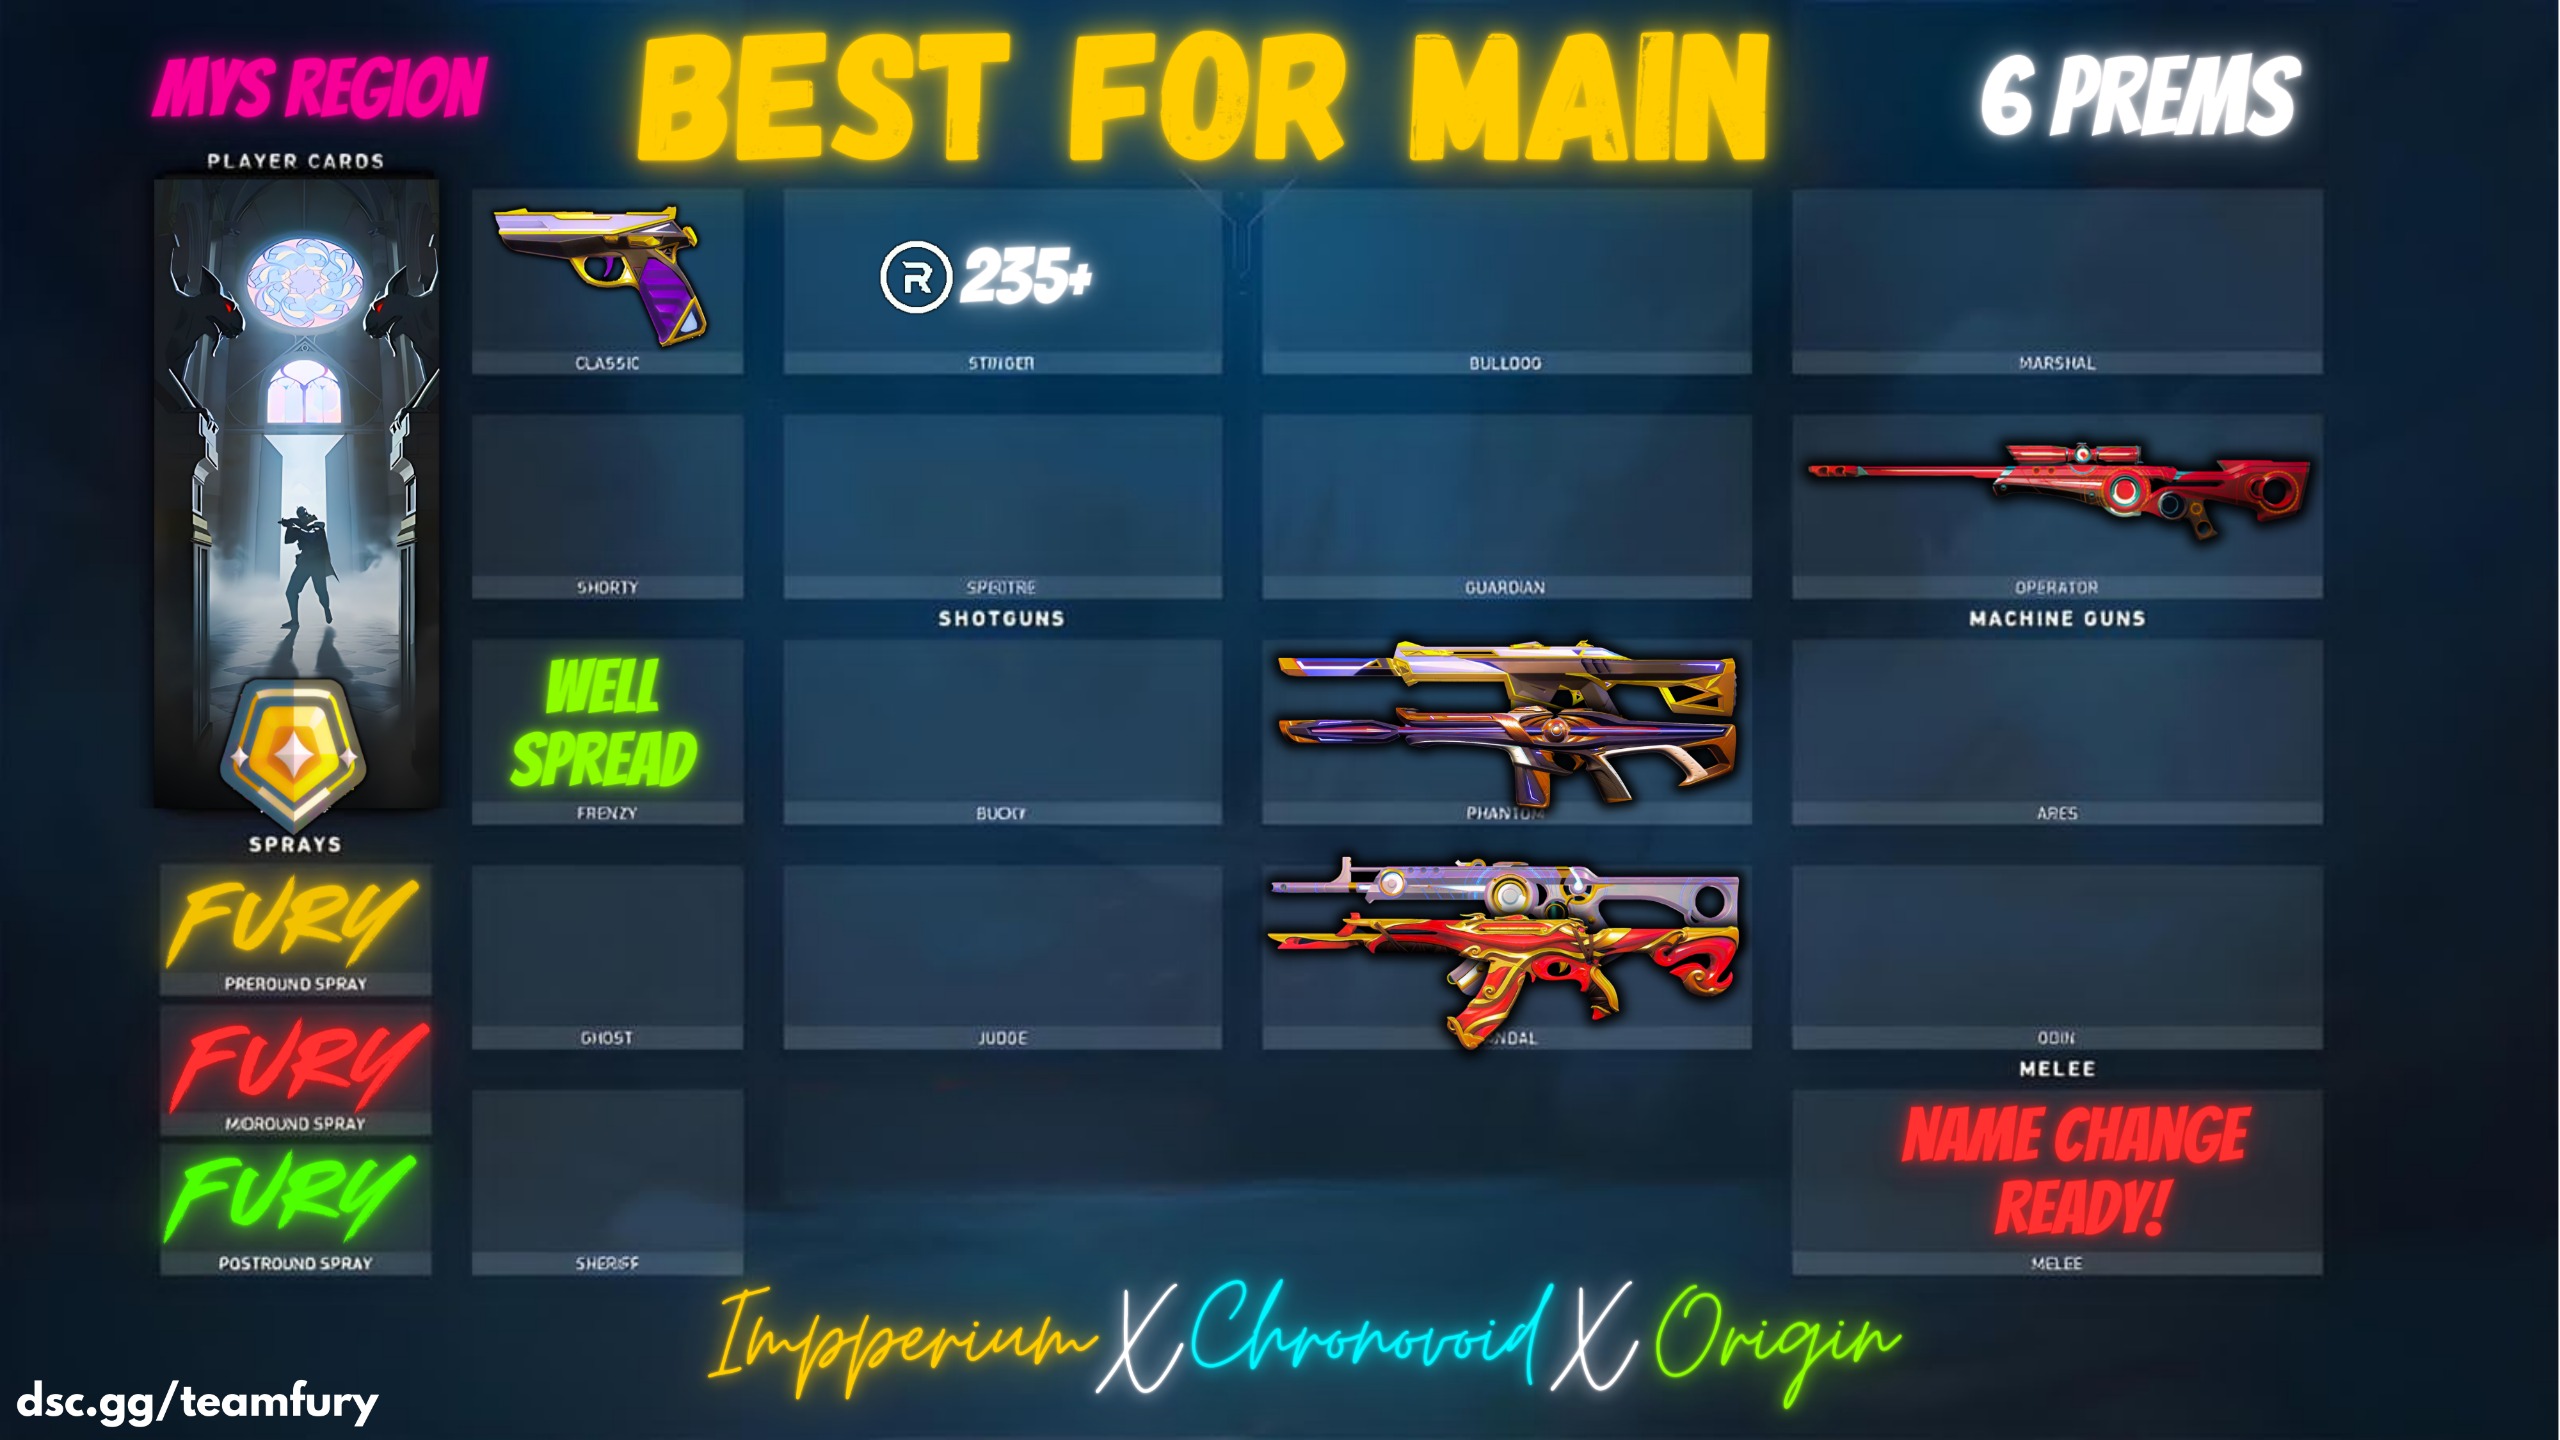 MYS REGION
BEST FOR MAIN
6 PREMS
PLAYER CARDS
R 235+
CLASSIC
STINGER
BULLDOG
MARSHAL
SHORTY
SPECTRE
GUARDIAN
OPERATOR
SHOTGUNS
MACHINE GUNS
WELL
SPREAD
FRENZY
BUCKY
PHANTOM
ARES
SPRAYS
FURY
PREROUND SPRAY
FURY
MIDROUND SPRAY
FURY
POSTROUND SPRAY
GHOST
JUDGE
NDAL
ODIN
MELEE
NAME CHANGE
READY!
SHERIFF
MELEE
Impperium X Chronovoid X Origin
dsc.gg/teamfury